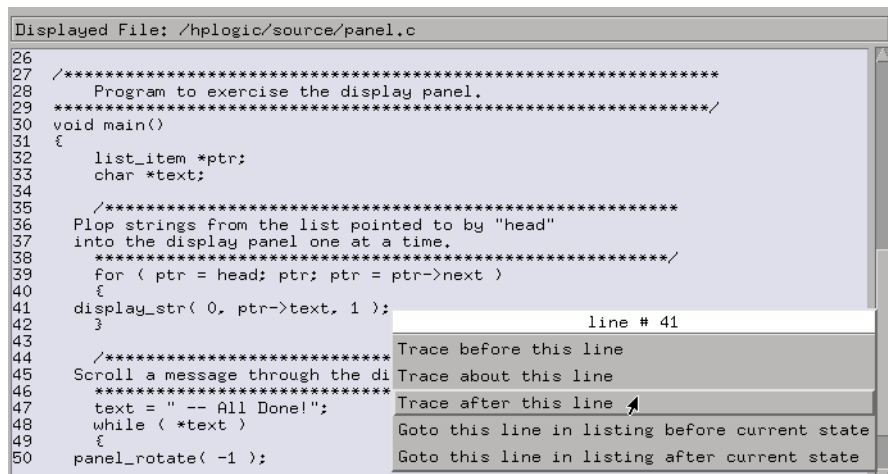 Displayed File: /hplogic/source/panel.c
26
27 /************************************************************
28     Program to exercise the display panel.
29 ****************************************************************/
30 void main()
31 {
32     list_item *ptr;
33     char *text;
34
35     /********************************************************
36   Plop strings from the list pointed to by "head"
37   into the display panel one at a time.
38     ********************************************************/
39     for ( ptr = head; ptr; ptr = ptr->next )
40     {
41   display_str( 0, ptr->text, 1 );
42     }
43
44     /****************************
45   Scroll a message through the di
46     *****************************
47     text = " -- All Done!";
48     while ( *text )
49     {
50   panel_rotate( -1 );
line # 41
Trace before this line
Trace about this line
Trace after this line
Goto this line in listing before current state
Goto this line in listing after current state